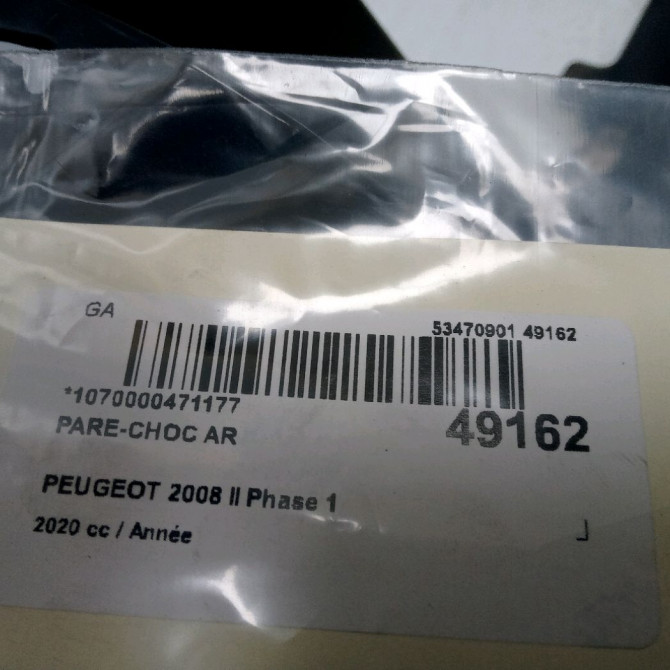 GA
53470901 49162
*1070000471177
49162
PARE-CHOC AR
PEUGEOT 2008 II Phase 1
2020 cc / Année